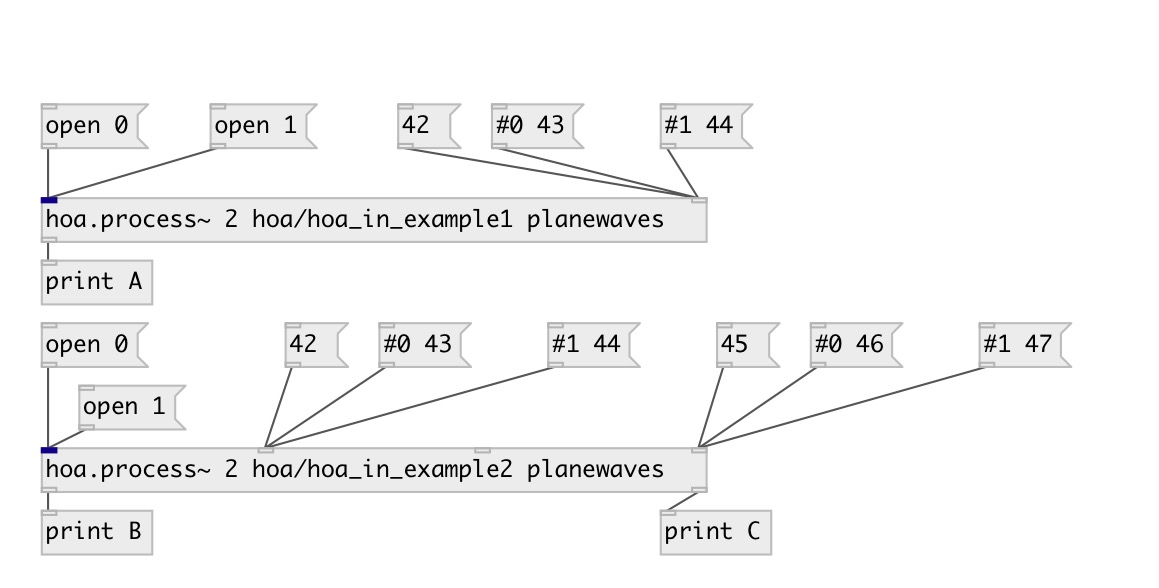 open 0
open 1
42
#0 43
#1 44
hoa.process~ 2 hoa/hoa_in_example1 planewaves
print A
open 0
42
#0 43
#1 44
45
#0 46
#1 47
open 1
hoa.process~ 2 hoa/hoa_in_example2 planewaves
print B
print C